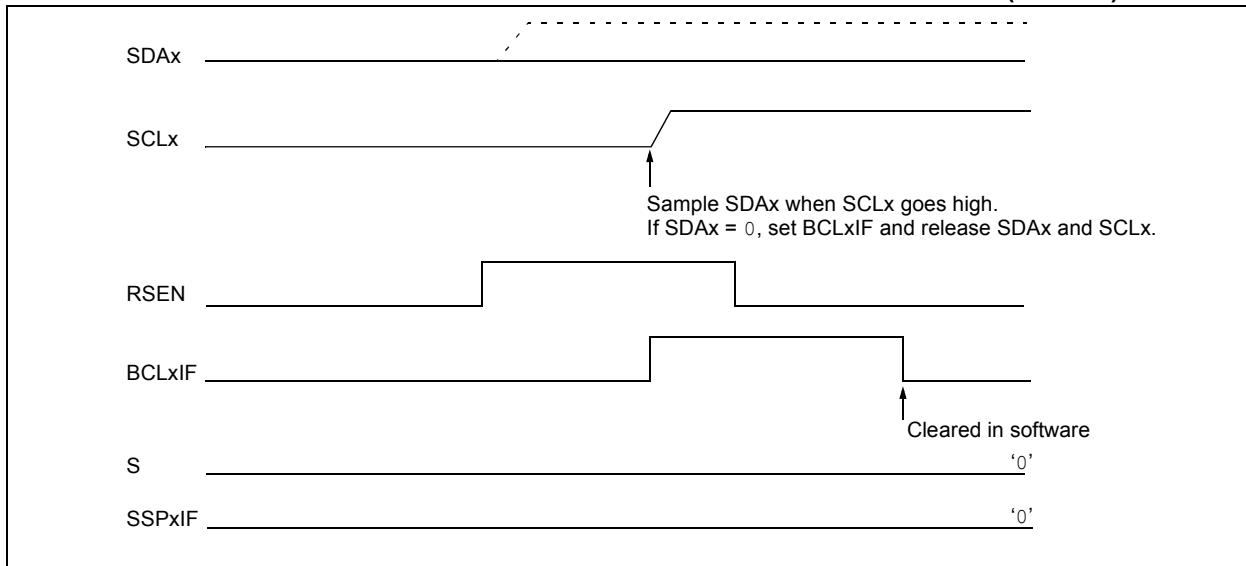 SDAx
SCLx
Sample SDAx when SCLx goes high.
If SDAx = 0, set BCLxIF and release SDAx and SCLx.
RSEN
BCLxIF
Cleared in software
S
‘0’
SSPxIF
‘0’